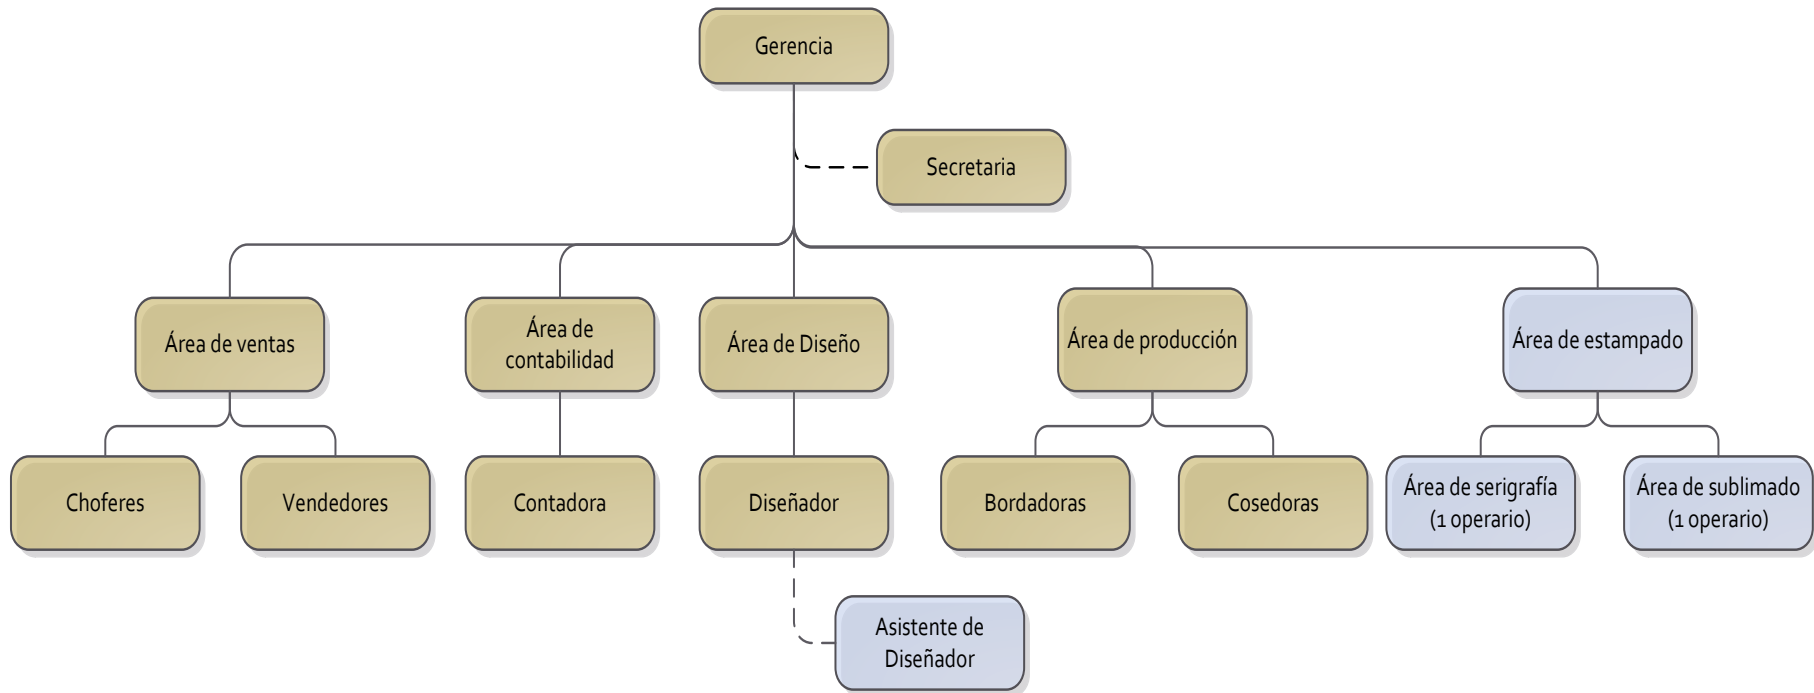 Gerencia
Secretaria
Área de ventas
Área de
contabilidad
Área de Diseño
Área de producción
Área de estampado
Choferes
Vendedores
Contadora
Diseñador
Bordadoras
Cosedoras
Área de serigrafía
(1 operario)
Área de sublimado
(1 operario)
Asistente de
Diseñador